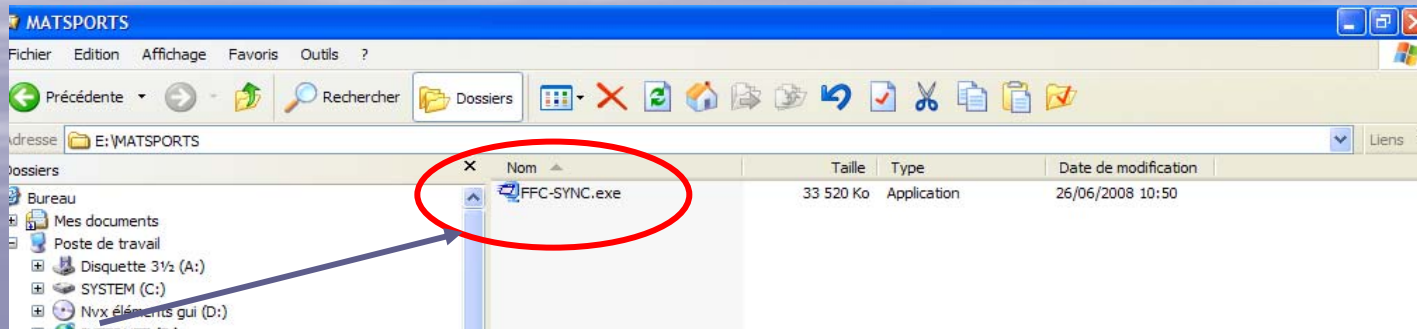 MATSPORTS
Fichier Edition Affichage Favoris Outils ?
Précédente Rechercher Dossiers
Adresse E:\MATSPORTS Liens
Dossiers × Nom Taille Type Date de modification
Bureau FFC-SYNC.exe 33 520 Ko Application 26/06/2008 10:50
Mes documents
Poste de travail
Disquette 3½ (A:)
SYSTEM (C:)
Nvx éléments gui (D:)